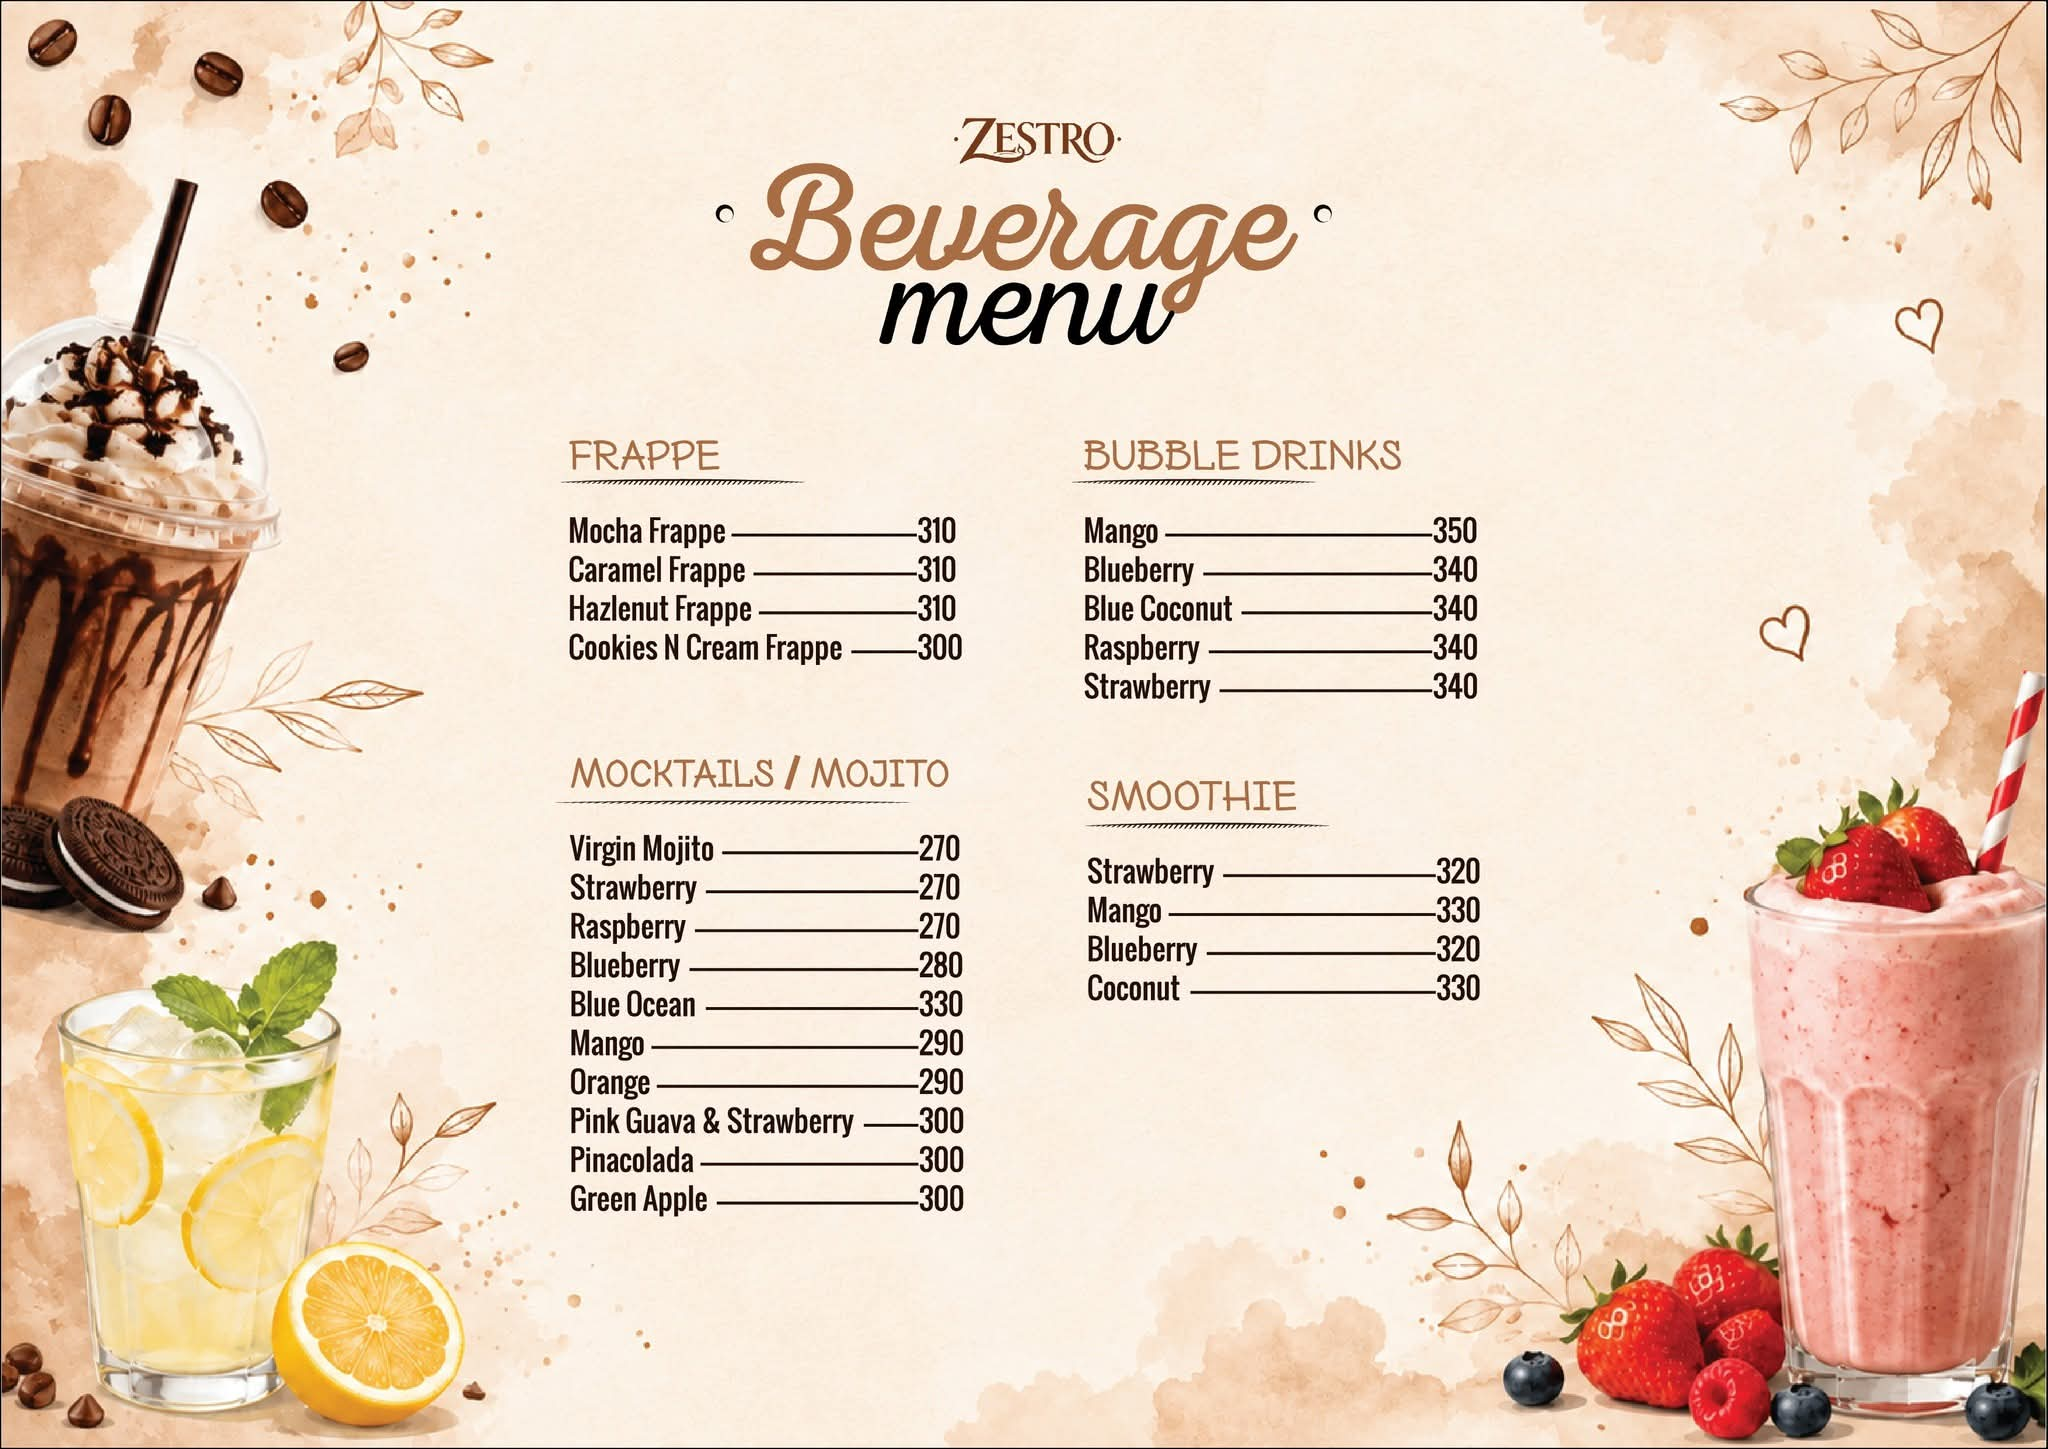 ZESTRO
Beverage
menu
FRAPPE
Mocha Frappe 310
Caramel Frappe 310
Hazlenut Frappe 310
Cookies N Cream Frappe 300
MOCKTAILS / MOJITO
Virgin Mojito 270
Strawberry 270
Raspberry 270
Blueberry 280
Blue Ocean 330
Mango 290
Orange 290
Pink Guava & Strawberry 300
Pinacolada 300
Green Apple 300
BUBBLE DRINKS
Mango 350
Blueberry 340
Blue Coconut 340
Raspberry 340
Strawberry 340
SMOOTHIE
Strawberry 320
Mango 330
Blueberry 320
Coconut 330